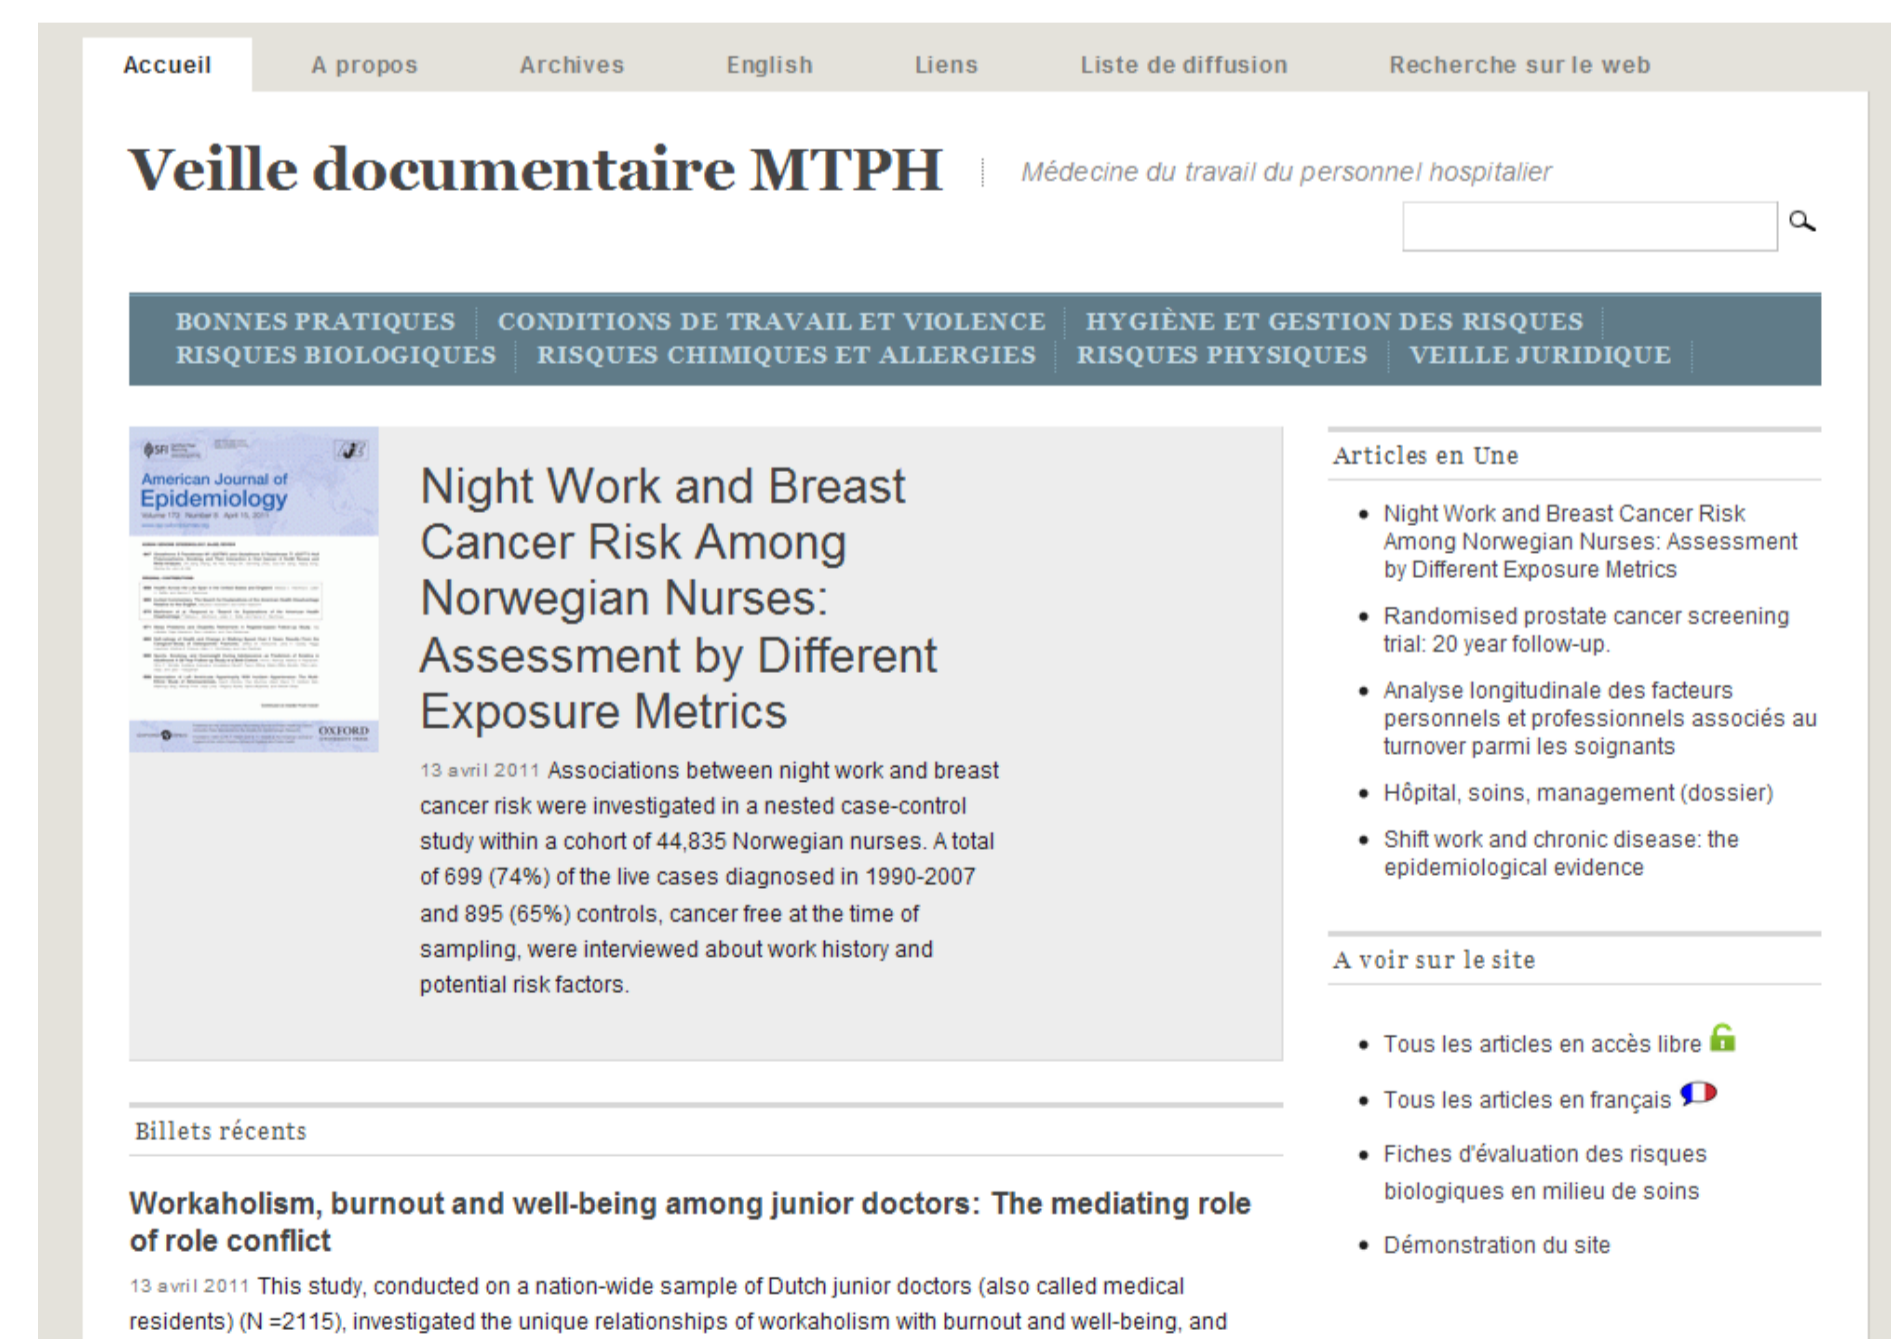 Accueil
A propos
Archives
English
Liens
Liste de diffusion
Recherche sur le web
Veille documentaire MTPH
Médecine du travail du personnel hospitalier
BONNES PRATIQUES
CONDITIONS DE TRAVAIL ET VIOLENCE
HYGIÈNE ET GESTION DES RISQUES
RISQUES BIOLOGIQUES
RISQUES CHIMIQUES ET ALLERGIES
RISQUES PHYSIQUES
VEILLE JURIDIQUE
SFI
American Journal of
Epidemiology
OXFORD
Night Work and Breast
Cancer Risk Among
Norwegian Nurses:
Assessment by Different
Exposure Metrics
13 avril 2011 Associations between night work and breast
cancer risk were investigated in a nested case-control
study within a cohort of 44,835 Norwegian nurses. A total
of 699 (74%) of the live cases diagnosed in 1990-2007
and 895 (65%) controls, cancer free at the time of
sampling, were interviewed about work history and
potential risk factors.
Billets récents
Workaholism, burnout and well-being among junior doctors: The mediating role
of role conflict
13 avril 2011 This study, conducted on a nation-wide sample of Dutch junior doctors (also called medical
residents) (N =2115), investigated the unique relationships of workaholism with burnout and well-being, and
Articles en Une
• Night Work and Breast Cancer Risk
Among Norwegian Nurses: Assessment
by Different Exposure Metrics
• Randomised prostate cancer screening
trial: 20 year follow-up.
• Analyse longitudinale des facteurs
personnels et professionnels associés au
turnover parmi les soignants
• Hôpital, soins, management (dossier)
• Shift work and chronic disease: the
epidemiological evidence
A voir sur le site
• Tous les articles en accès libre
• Tous les articles en français
• Fiches d'évaluation des risques
biologiques en milieu de soins
• Démonstration du site